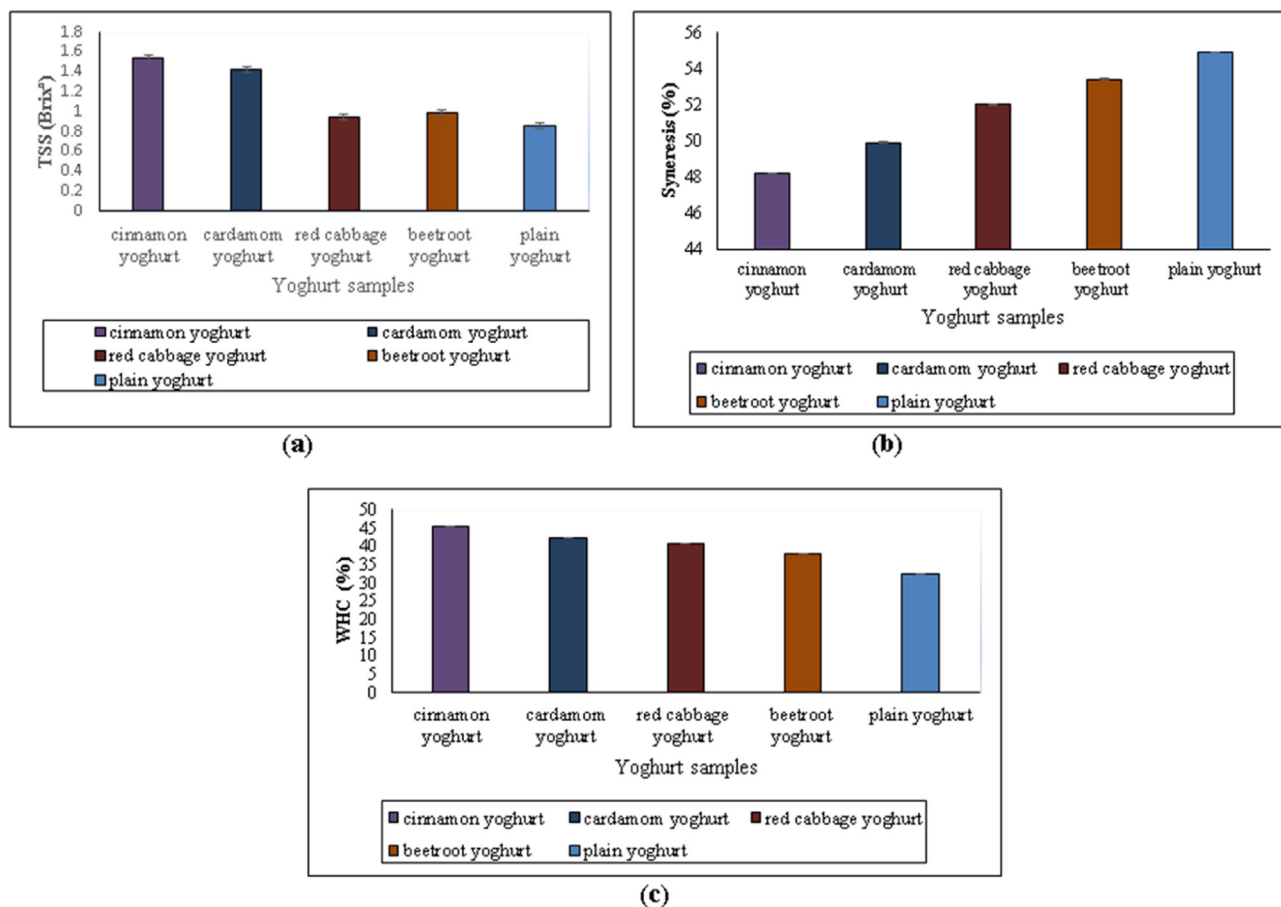 1.8
1.6
1.4
1.2
1
0.8
0.6
0.4
0.2
0
TSS (Brixº)
cinnamon yoghurt
cardamom yoghurt
red cabbage yoghurt
beetroot yoghurt
plain yoghurt
Yoghurt samples
cinnamon yoghurt
cardamom yoghurt
red cabbage yoghurt
beetroot yoghurt
plain yoghurt
(a)
56
54
52
50
48
46
44
Syneresis (%)
cinnamon yoghurt
cardamom yoghurt
red cabbage yoghurt
beetroot yoghurt
plain yoghurt
Yoghurt samples
cinnamon yoghurt
cardamom yoghurt
red cabbage yoghurt
beetroot yoghurt
plain yoghurt
(b)
50
45
40
35
30
25
20
15
10
5
0
WHC (%)
cinnamon yoghurt
cardamom yoghurt
red cabbage yoghurt
beetroot yoghurt
plain yoghurt
Yoghurt samples
cinnamon yoghurt
cardamom yoghurt
red cabbage yoghurt
beetroot yoghurt
plain yoghurt
(c)